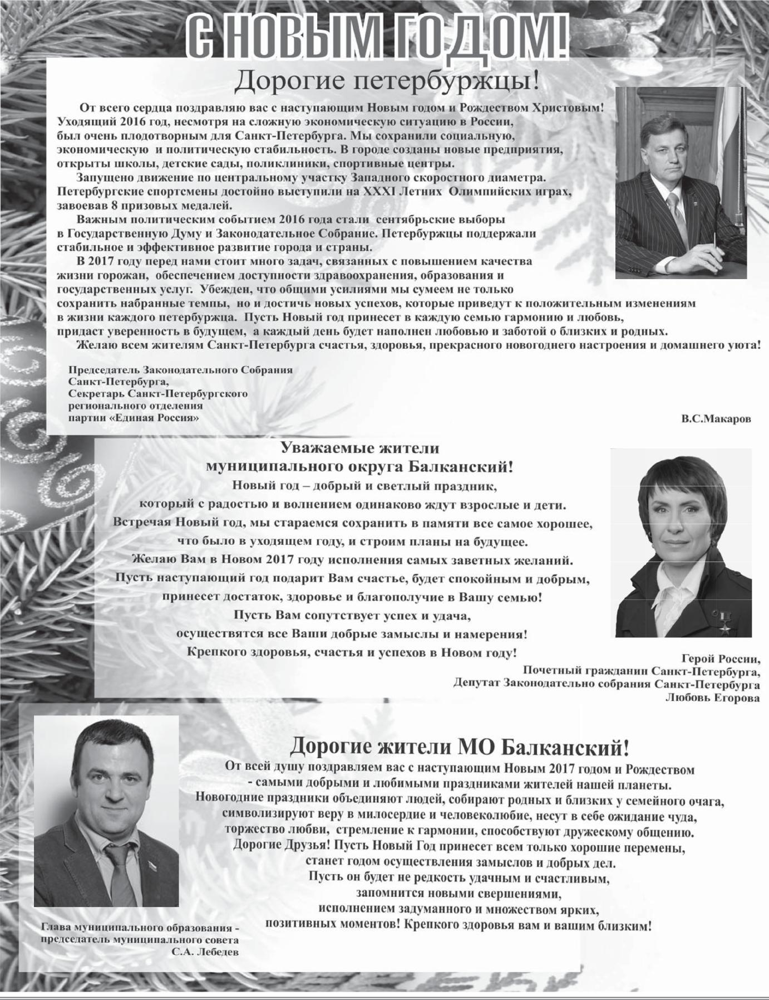 С НОВЫМ ГОДОМ!
Дорогие петербуржцы!
От всего сердца поздравляю вас с наступающим Новым годом и Рождеством Христовым!
Уходящий 2016 год, несмотря на сложную экономическую ситуацию в России,
был очень плодотворным для Санкт-Петербурга. Мы сохранили социальную,
экономическую и политическую стабильность. В городе созданы новые предприятия,
открыты школы, детские сады, поликлиники, спортивные центры.
Запущено движение по центральному участку Западного скоростного диаметра.
Петербургские спортсмены достойно выступили на XXXI Летних Олимпийских играх,
завоевав 8 призовых медалей.
Важным политическим событием 2016 года стали сентябрьские выборы
в Государственную Думу и Законодательное Собрание. Петербуржцы поддержали
стабильное и эффективное развитие города и страны.
В 2017 году перед нами стоит много задач, связанных с повышением качества
жизни горожан, обеспечением доступности здравоохранения, образования и
государственных услуг. Убежден, что общими усилиями мы сумеем не только
сохранить набранные темпы, но и достичь новых успехов, которые приведут к положительным изменениям
в жизни каждого петербуржца. Пусть Новый год принесет в каждую семью гармонию и любовь,
придаст уверенность в будущем, а каждый день будет наполнен любовью и заботой о близких и родных.
Желаю всем жителям Санкт-Петербурга счастья, здоровья, прекрасного новогоднего настроения и домашнего уюта!
Председатель Законодательного Собрания
Санкт-Петербурга,
Секретарь Санкт-Петербургского
регионального отделения
партии «Единая Россия»
В.С.Макаров
Уважаемые жители
муниципального округа Балканский!
Новый год – добрый и светлый праздник,
который с радостью и волнением одинаково ждут взрослые и дети.
Встречая Новый год, мы стараемся сохранить в памяти все самое хорошее,
что было в уходящем году, и строим планы на будущее.
Желаю Вам в Новом 2017 году исполнения самых заветных желаний.
Пусть наступающий год подарит Вам счастье, будет спокойным и добрым,
принесет достаток, здоровье и благополучие в Вашу семью!
Пусть Вам сопутствует успех и удача,
осуществятся все Ваши добрые замыслы и намерения!
Крепкого здоровья, счастья и успехов в Новом году!
Герой России,
Почетный гражданин Санкт-Петербурга,
Депутат Законодательно собрания Санкт-Петербурга
Любовь Егорова
Дорогие жители МО Балканский!
От всей душу поздравляем вас с наступающим Новым 2017 годом и Рождеством
- самыми добрыми и любимыми праздниками жителей нашей планеты.
Новогодние праздники объединяют людей, собирают родных и близких у семейного очага,
символизируют веру в милосердие и человеколюбие, несут в себе ожидание чуда,
торжество любви, стремление к гармонии, способствуют дружескому общению.
Дорогие Друзья! Пусть Новый Год принесет всем только хорошие перемены,
станет годом осуществления замыслов и добрых дел.
Пусть он будет не редкость удачным и счастливым,
запомнится новыми свершениями,
исполнением задуманного и множеством ярких,
позитивных моментов! Крепкого здоровья вам и вашим близким!
Глава муниципального образования -
председатель муниципального совета
С.А. Лебедев